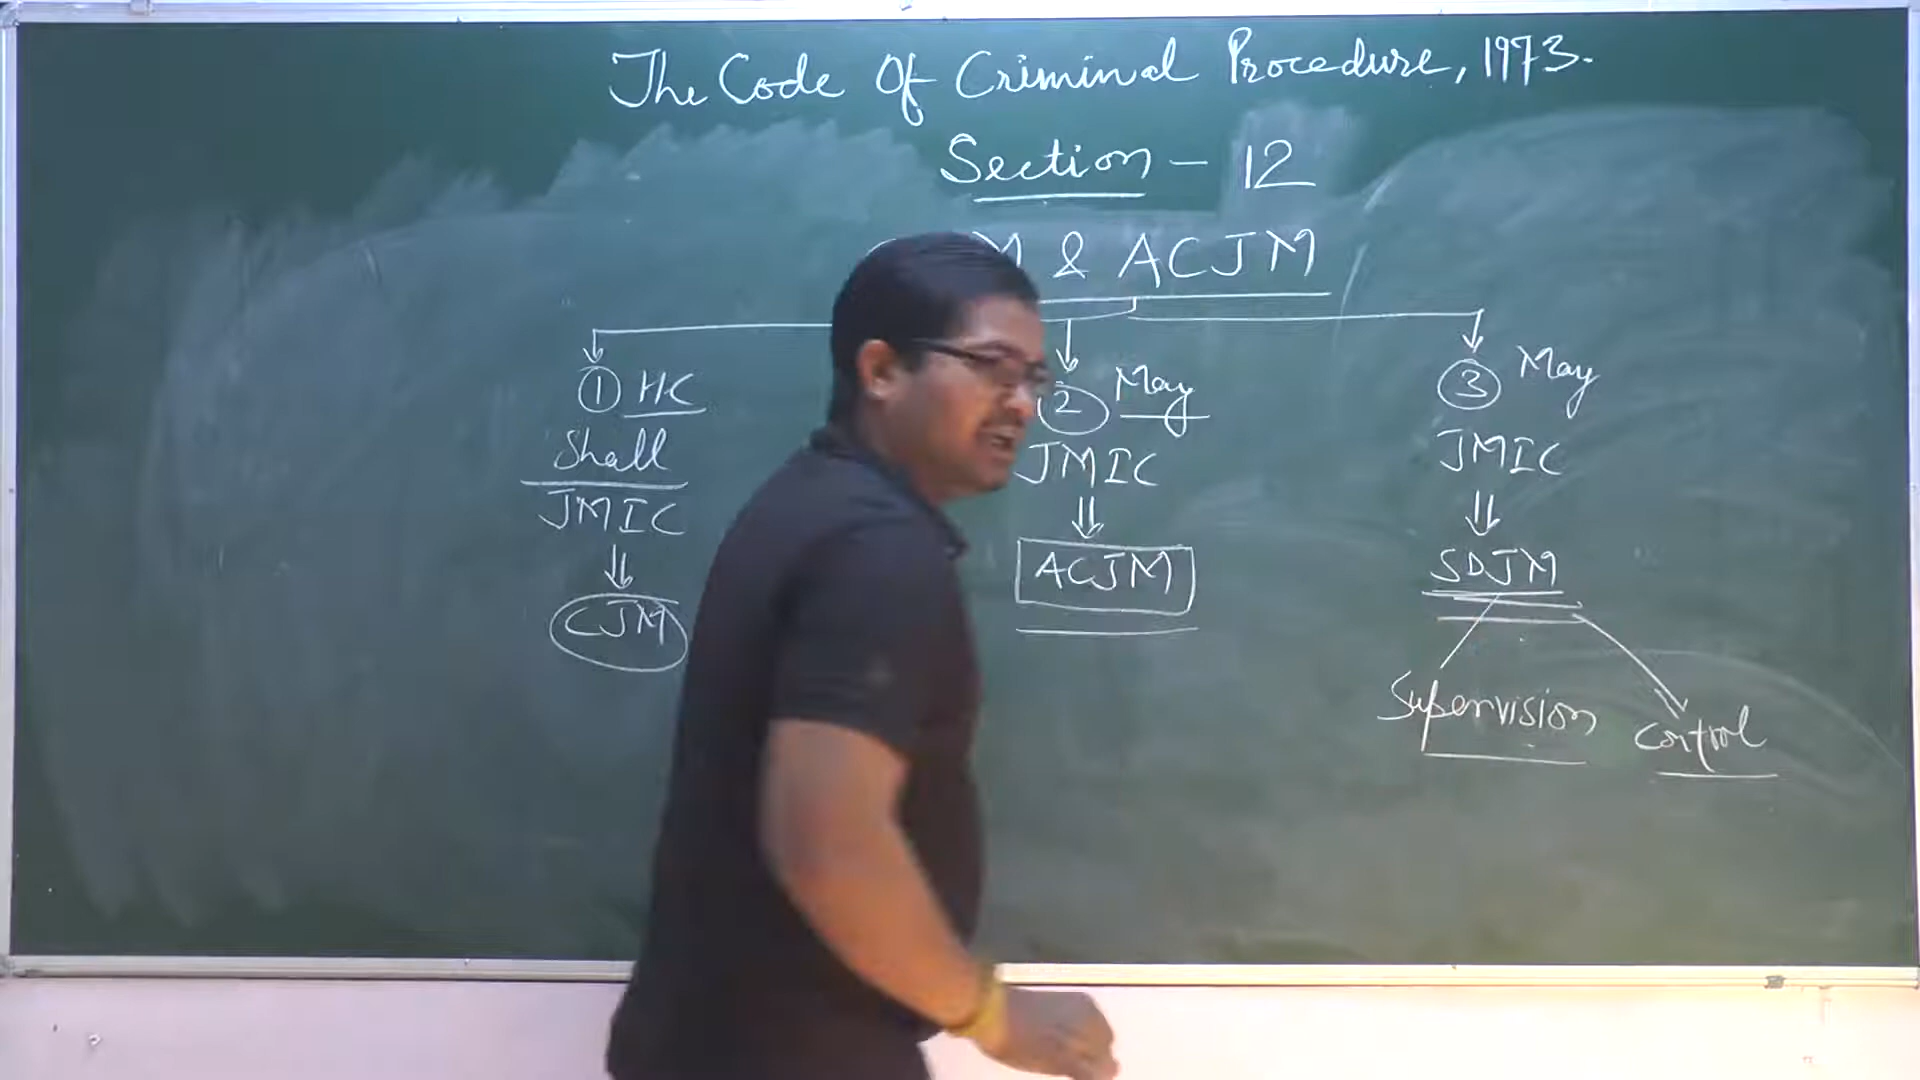 The Code Of Criminal Procedure, 1973.
Section - 12
& ACJM
1 HC
Shall
JMIC
CJM
2 May
JMIC
ACJM
3 May
JMIC
SDJM
Supervision
Control